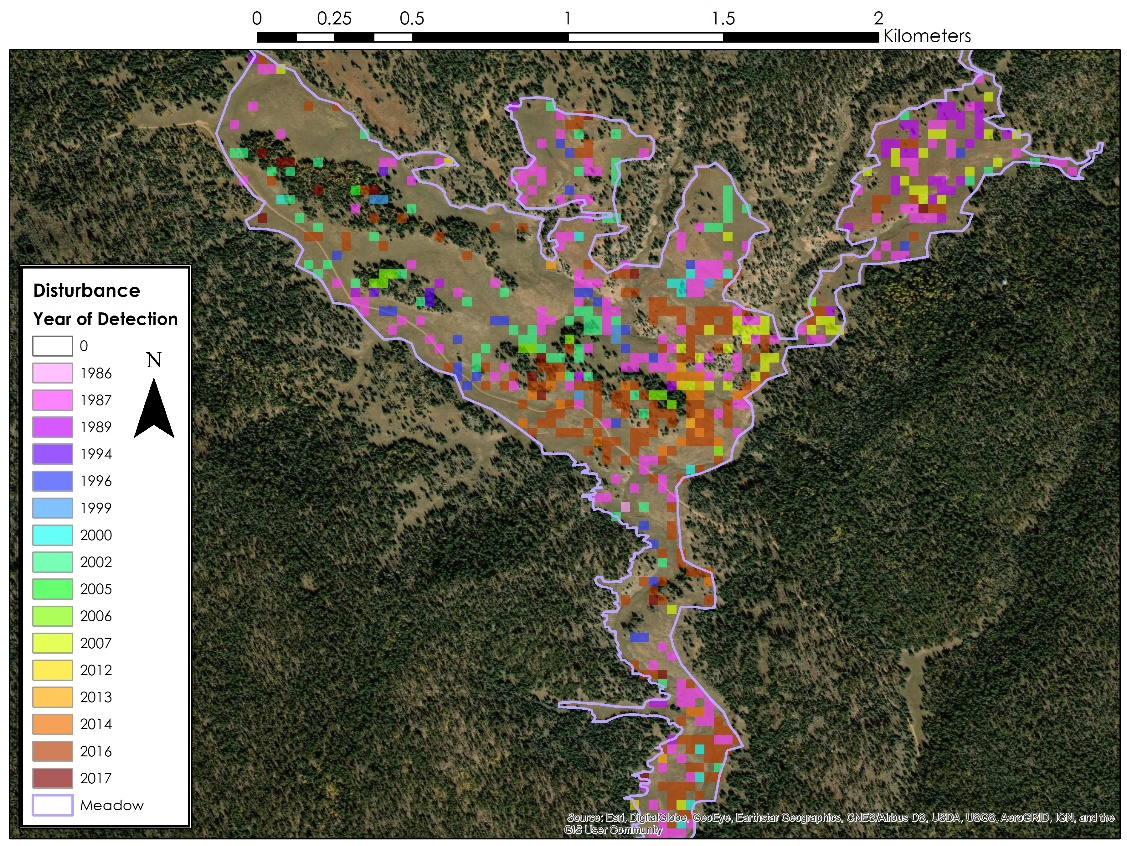 0 0.25 0.5 1 1.5 2
Kilometers
Disturbance
Year of Detection
0
N
1986
1987
1989
1994
1996
1999
2000
2002
2005
2006
2007
2012
2013
2014
2016
2017
Meadow
Source: Esri, DigitalGlobe, GeoEye, Earthstar Geographics, CNES/Airbus DS, USDA, USGS, AeroGRID, IGN, and the
GIS User Community